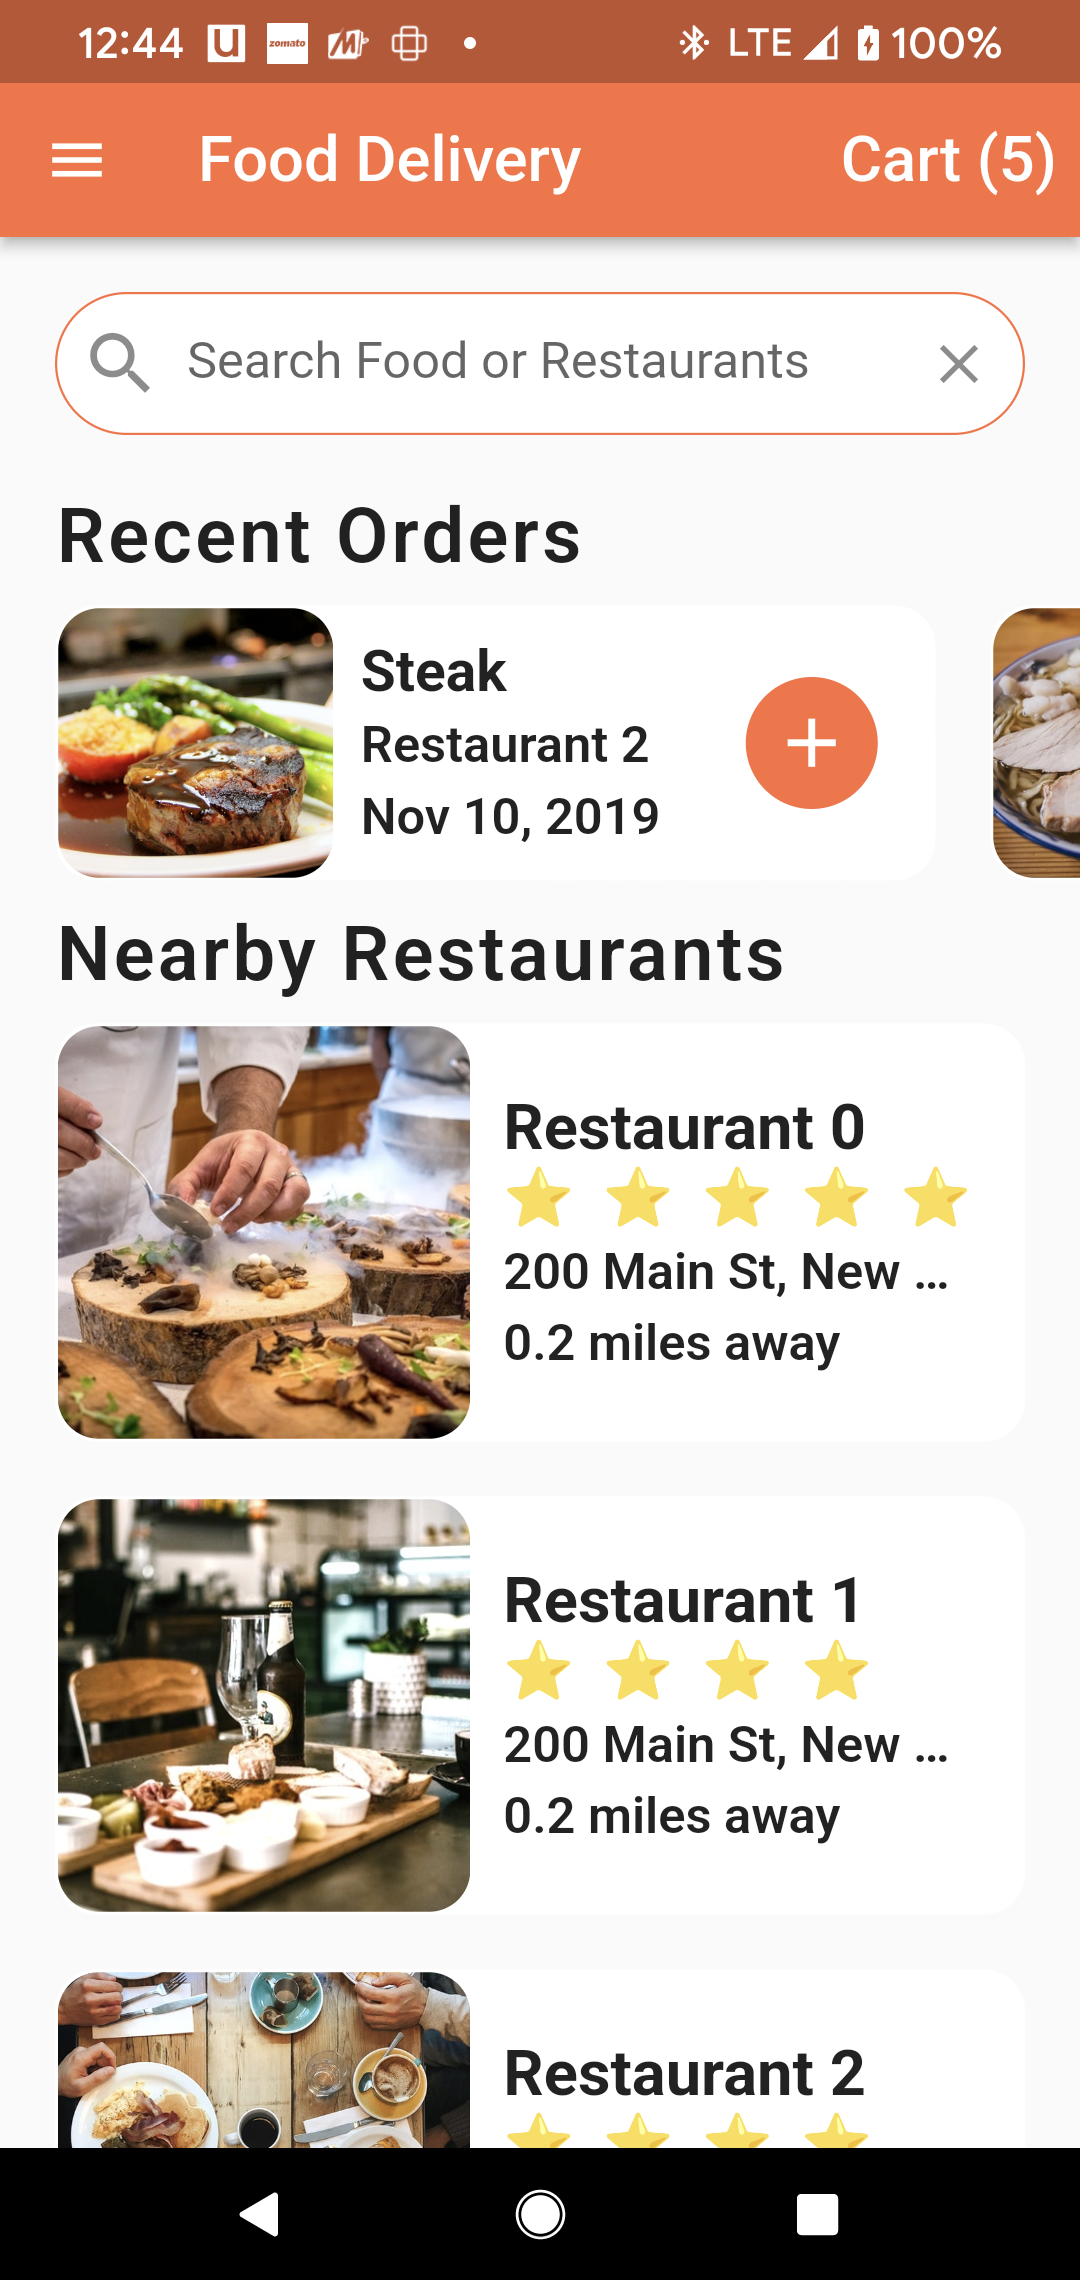 12:44
zomato
LTE
100%
Food Delivery
Cart (5)
Search Food or Restaurants
Recent Orders
Steak
Restaurant 2
Nov 10, 2019
Nearby Restaurants
Restaurant 0
200 Main St, New ...
0.2 miles away
Restaurant 1
200 Main St, New ...
0.2 miles away
Restaurant 2